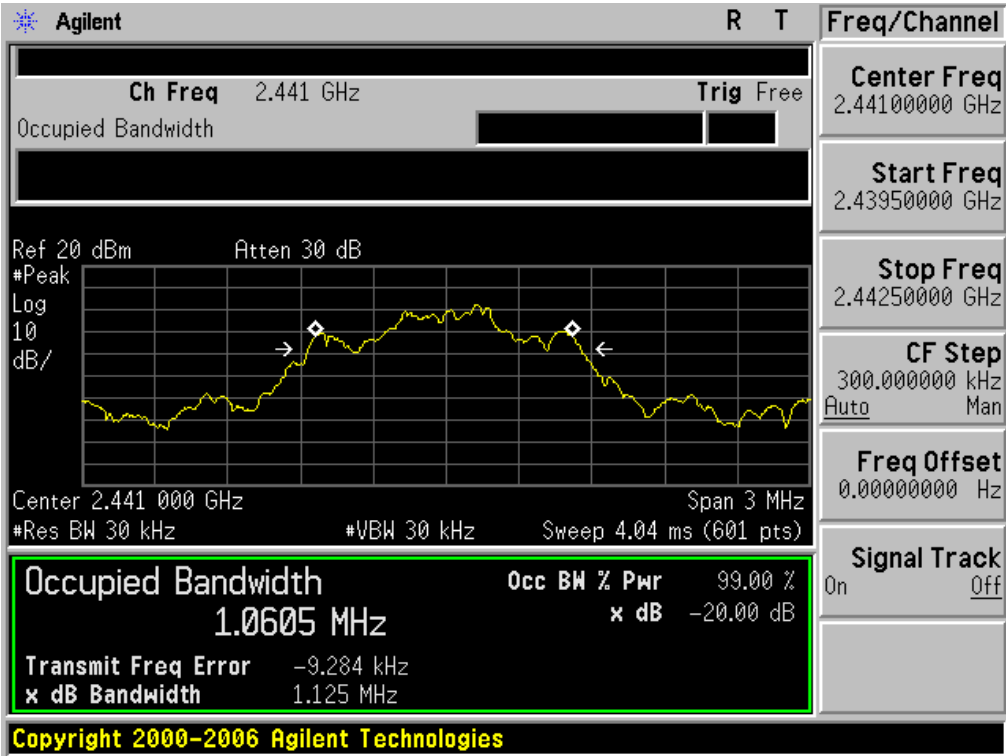 Agilent R T
Freq/Channel
Ch Freq 2.441 GHz Trig Free
Occupied Bandwidth
Center Freq
2.44100000 GHz
Start Freq
2.43950000 GHz
Stop Freq
2.44250000 GHz
CF Step
300.000000 kHz
Auto Man
Freq Offset
0.00000000 Hz
Signal Track
On Off
Ref 20 dBm Atten 30 dB
#Peak
Log
10
dB/
Center 2.441 000 GHz Span 3 MHz
#Res BW 30 kHz #VBW 30 kHz Sweep 4.04 ms (601 pts)
Occupied Bandwidth Occ BW % Pwr 99.00 %
1.0605 MHz x dB -20.00 dB
Transmit Freq Error -9.284 kHz
x dB Bandwidth 1.125 MHz
Copyright 2000-2006 Agilent Technologies